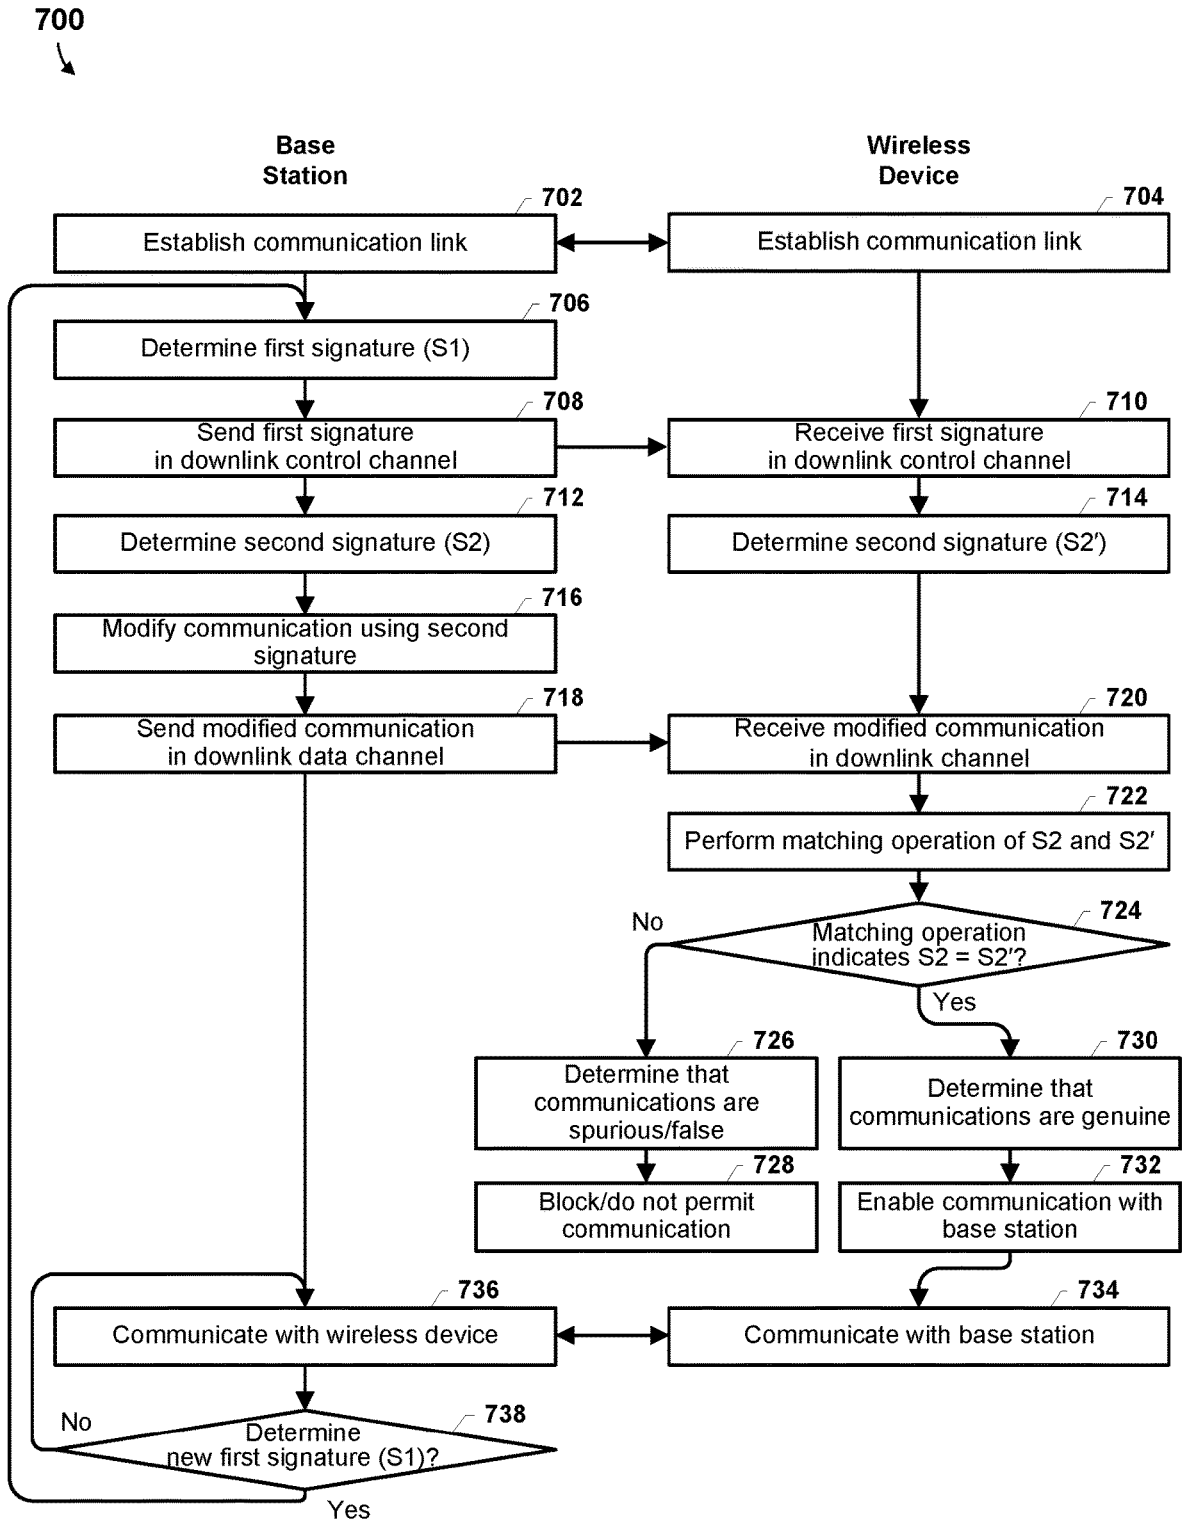 700
Base
Station
Wireless
Device
702
Establish communication link
704
Establish communication link
706
Determine first signature (S1)
708
Send first signature
in downlink control channel
710
Receive first signature
in downlink control channel
712
Determine second signature (S2)
714
Determine second signature (S2′)
716
Modify communication using second
signature
718
Send modified communication
in downlink data channel
720
Receive modified communication
in downlink channel
722
Perform matching operation of S2 and S2′
724
Matching operation
indicates S2 = S2′?
No
Yes
726
Determine that
communications are
spurious/false
730
Determine that
communications are genuine
728
Block/do not permit
communication
732
Enable communication with
base station
736
Communicate with wireless device
734
Communicate with base station
738
Determine
new first signature (S1)?
No
Yes